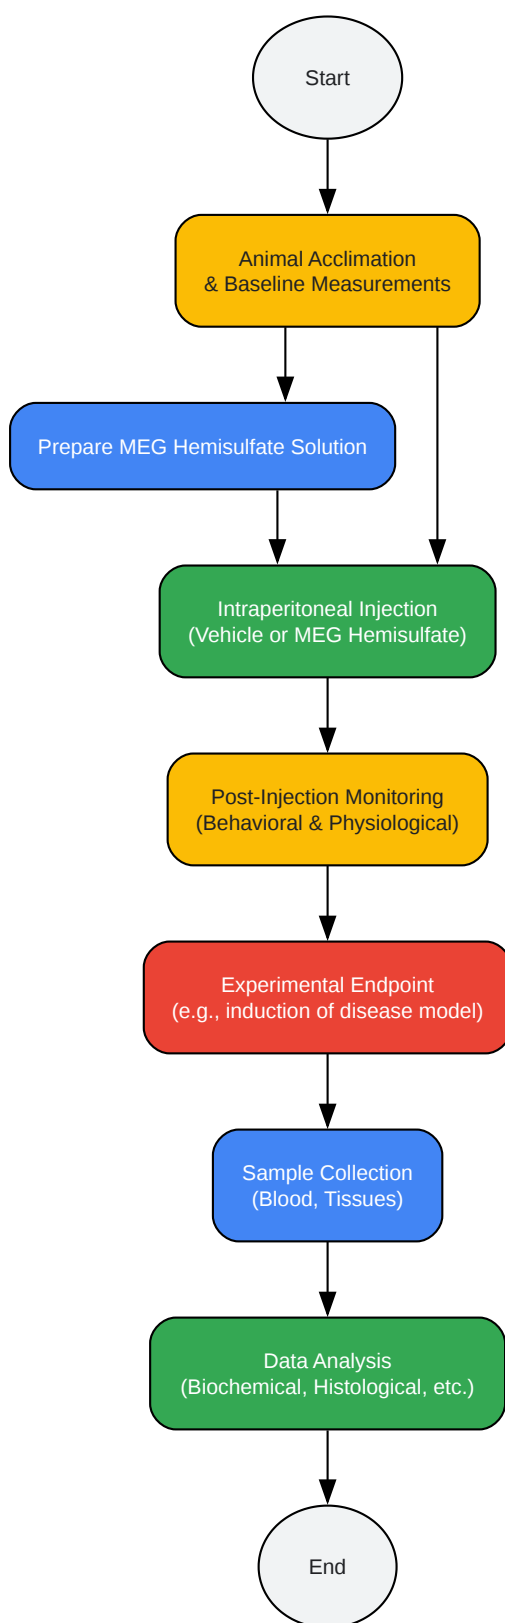 Start
Animal Acclimation
& Baseline Measurements
Prepare MEG Hemisulfate Solution
Intraperitoneal Injection
(Vehicle or MEG Hemisulfate)
Post-Injection Monitoring
(Behavioral & Physiological)
Experimental Endpoint
(e.g., induction of disease model)
Sample Collection
(Blood, Tissues)
Data Analysis
(Biochemical, Histological, etc.)
End